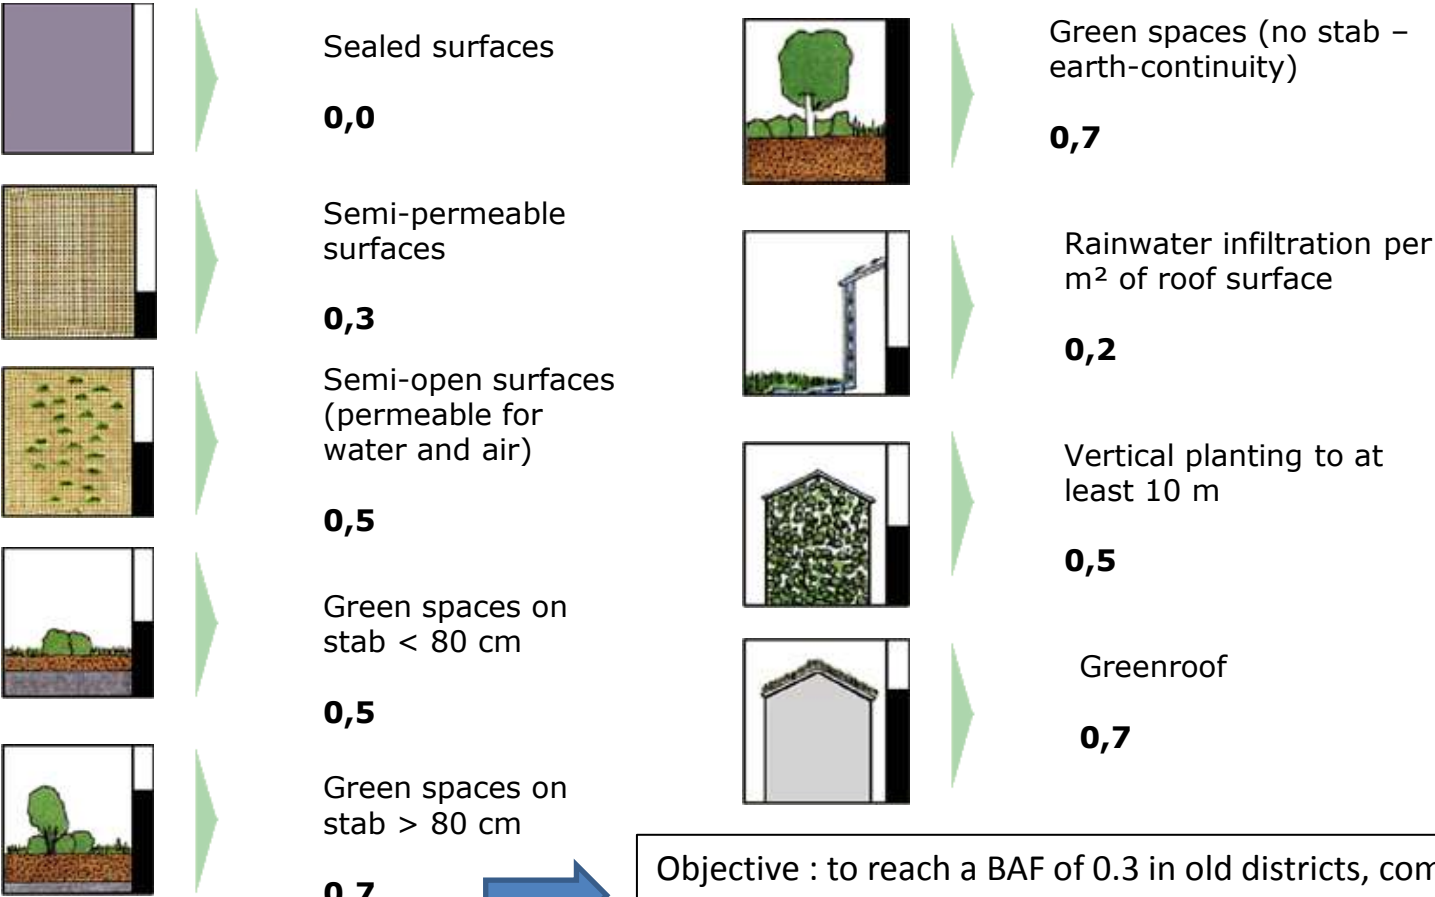 Sealed surfaces
0,0
Semi-permeable
surfaces
0,3
Semi-open surfaces
(permeable for
water and air)
0,5
Green spaces on
stab < 80 cm
0,5
Green spaces on
stab > 80 cm
0,7
Green spaces (no stab –
earth-continuity)
0,7
Rainwater infiltration per
m² of roof surface
0,2
Vertical planting to at
least 10 m
0,5
Greenroof
0,7
Objective : to reach a BAF of 0.3 in old districts, com